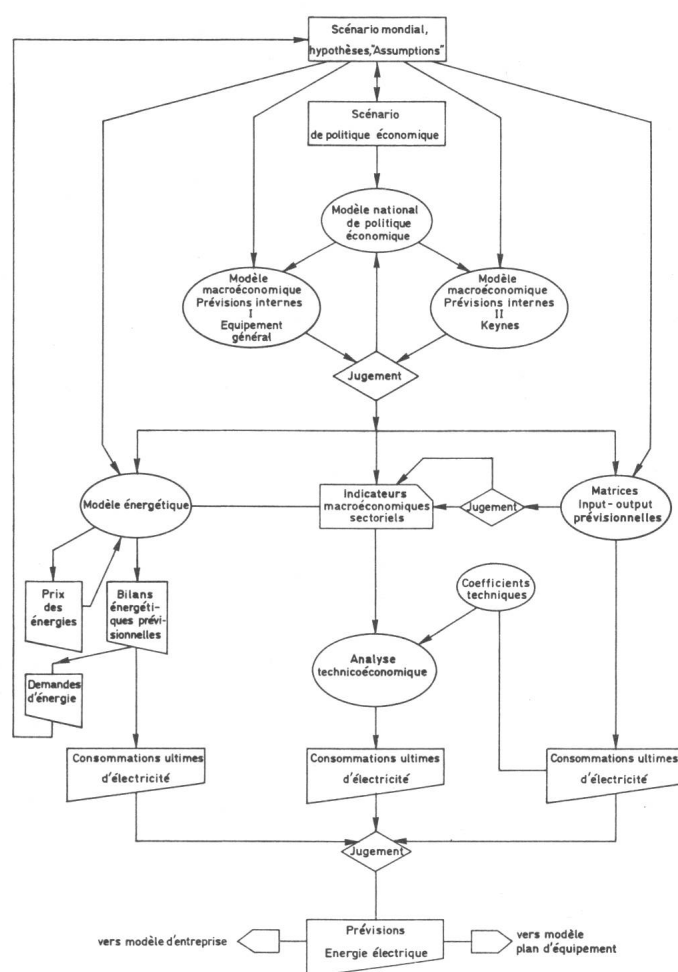 Scénario mondial,
hypothèses,"Assumptions"
Scénario
de politique économique
Modèle national
de politique
économique
Modèle
macroéconomique
Prévisions internes
I
Equipement
général
Modèle
macroéconomique
Prévisions internes
II
Keynes
Jugement
Modèle énergétique
Indicateurs
macroéconomiques
sectoriels
Jugement
Matrices
Input-output
prévisionnelles
Prix
des
énergies
Bilans
énergéti-
ques prévi-
sionnelles
Coefficients
techniques
Demandes
d'énergie
Analyse
technicoéconomique
Consommations ultimes
d'électricité
Consommations ultimes
d'électricité
Consommations ultimes
d'électricité
Jugement
vers modèle d'entreprise
Prévisions
Energie électrique
vers modèle
plan d'équipement